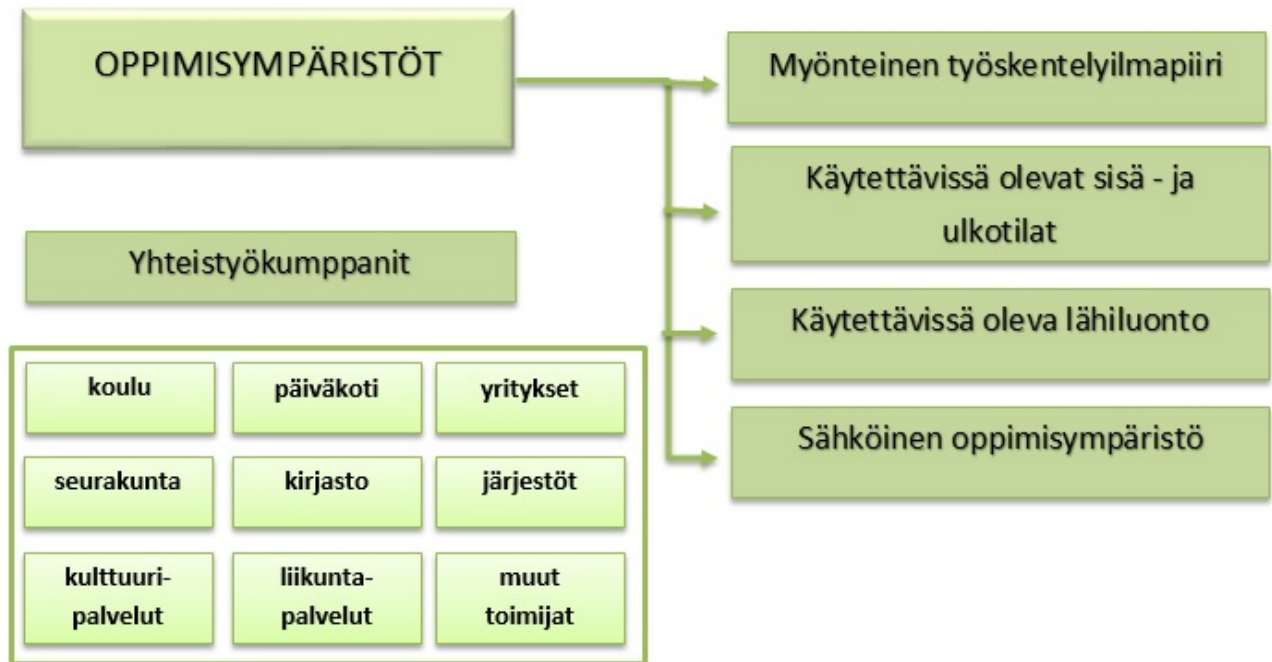 OPPIMISYMPÄRISTÖT
Myönteinen työskentelyilmapiiri
Käytettävissä olevat sisä - ja
ulkotilat
Käytettävissä oleva lähiluonto
Sähköinen oppimisympäristö
Yhteistyökumppanit
koulu
päiväkoti
yritykset
seurakunta
kirjasto
järjestöt
kulttuuri-
palvelut
liikunta-
palvelut
muut
toimijat